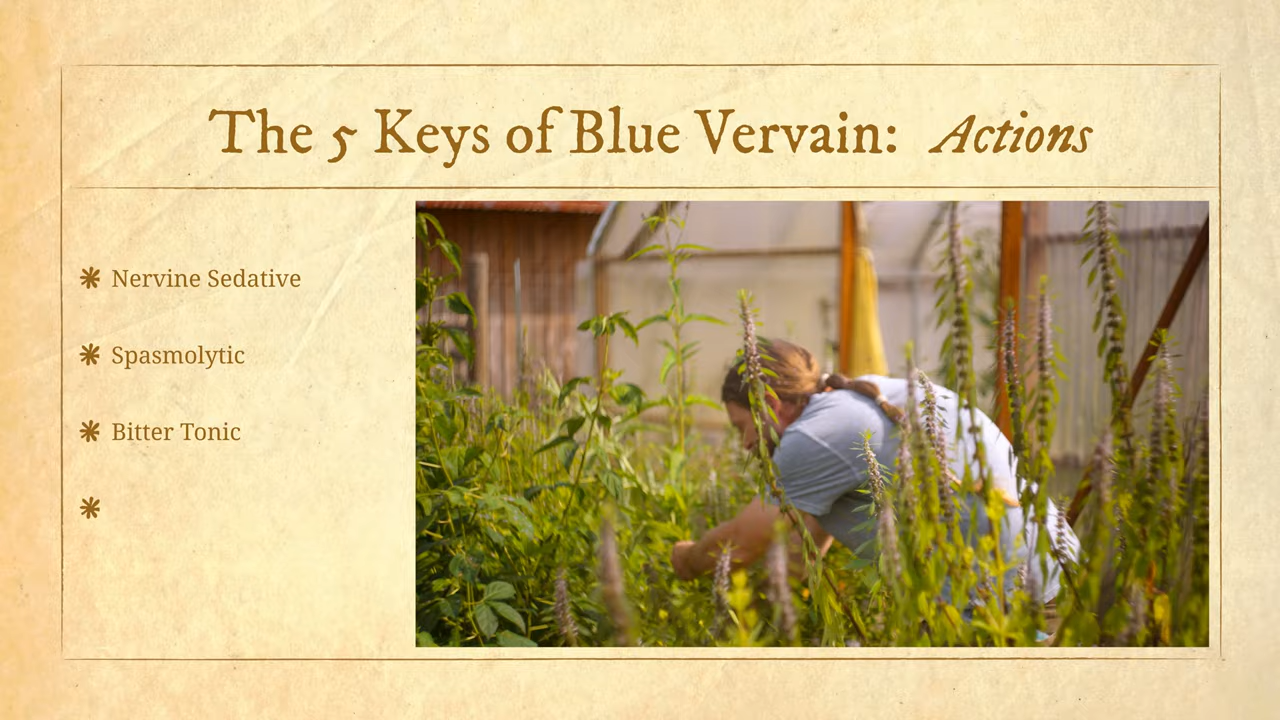 The 5 Keys of Blue Vervain: Actions
Nervine Sedative
Spasmolytic
Bitter Tonic